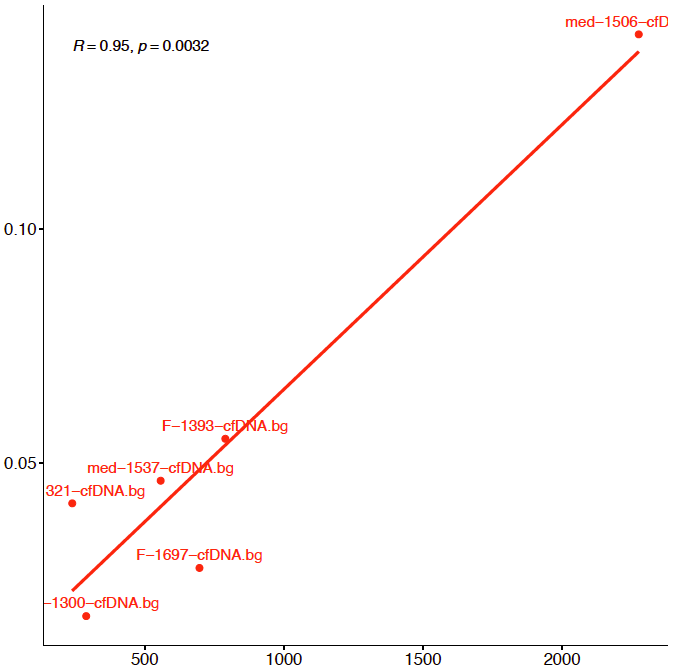 med−1506−cfD
R = 0.95, p = 0.0032
0.10
F−1393−cfDNA.bg
0.05
med−1537−cfDNA.bg
321−cfDNA.bg
F−1697−cfDNA.bg
−1300−cfDNA.bg
500 1000 1500 2000